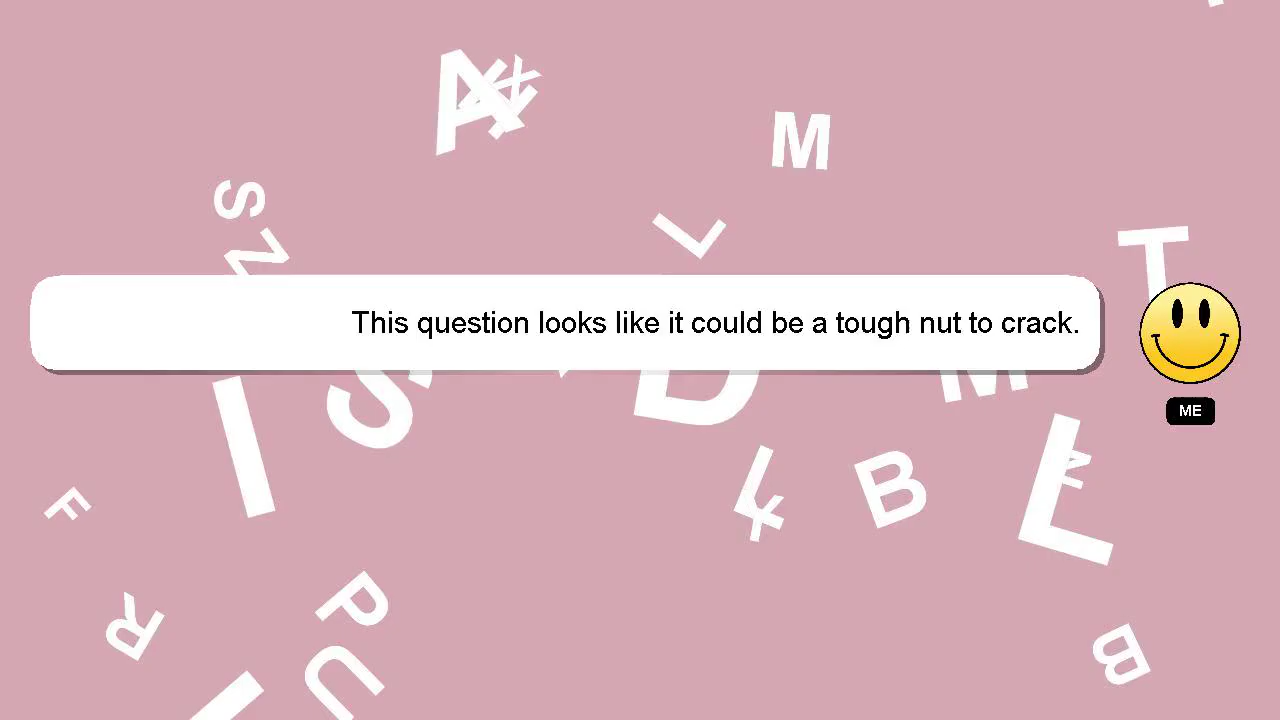 This question looks like it could be a tough nut to crack.
ME
A
M
S
Z
L
T
I
S
D
M
L
B
L
F
R
P
U
B